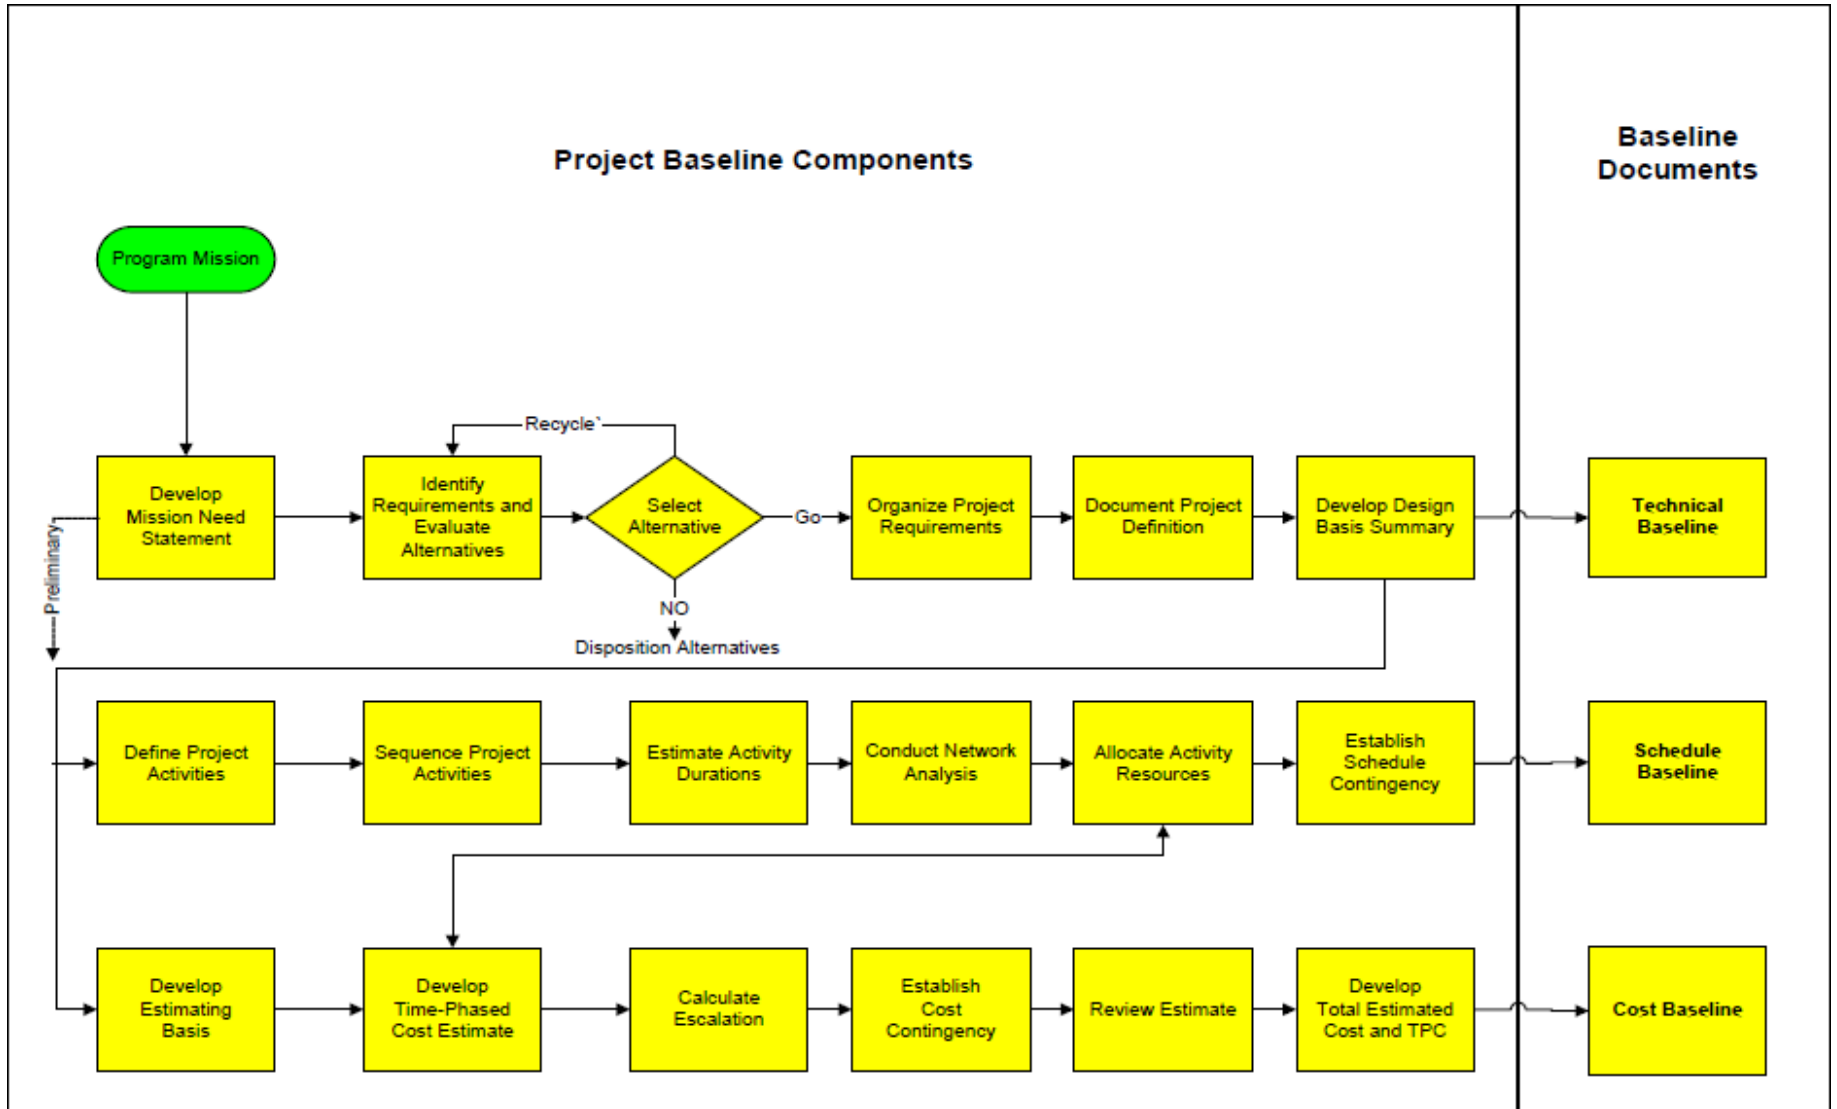 Project Baseline Components
Baseline
Documents
Program Mission
Recycle`
Develop
Mission Need
Statement
Identify
Requirements and
Evaluate
Alternatives
Select
Alternative
Go
Organize Project
Requirements
Document Project
Definition
Develop Design
Basis Summary
Technical
Baseline
Preliminary
NO
Disposition Alternatives
Define Project
Activities
Sequence Project
Activities
Estimate Activity
Durations
Conduct Network
Analysis
Allocate Activity
Resources
Establish
Schedule
Contingency
Schedule
Baseline
Develop
Estimating
Basis
Develop
Time-Phased
Cost Estimate
Calculate
Escalation
Establish
Cost
Contingency
Review Estimate
Develop
Total Estimated
Cost and TPC
Cost Baseline